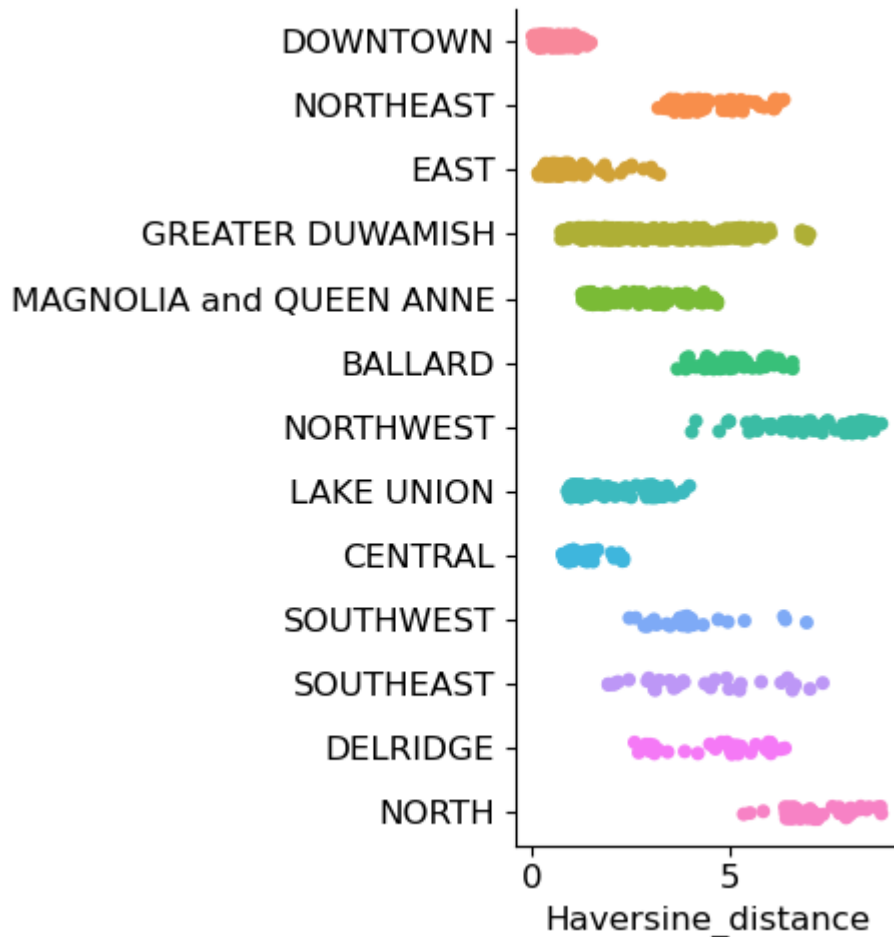 DOWNTOWN
NORTHEAST
EAST
GREATER DUWAMISH
MAGNOLIA and QUEEN ANNE
BALLARD
NORTHWEST
LAKE UNION
CENTRAL
SOUTHWEST
SOUTHEAST
DELRIDGE
NORTH
0 5
Haversine_distance